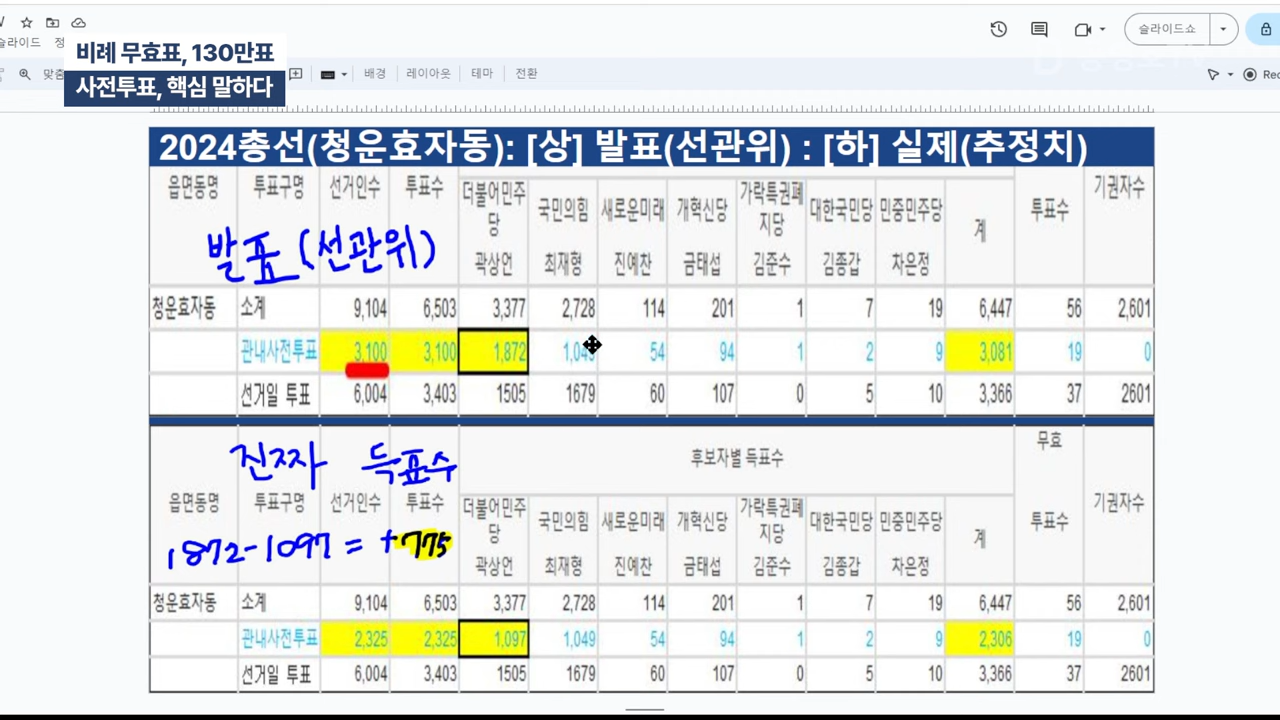 슬라이드
비례 무효표, 130만표
사전투표, 핵심 말하다
배경 레이아웃 테마 전환
슬라이드쇼
Rec
2024총선(청운효자동): [상] 발표(선관위) : [하] 실제(추정치)
읍면동명 투표구명 선거인수 투표수 더불어민주당 곽상언 국민의힘 최재형 새로운미래 진예찬 개혁신당 금태섭 가락특권폐지당 김준수 대한국민당 김종갑 민중민주당 차은정 계 투표수 기권자수
발표 (선관위)
청운효자동 소계 9,104 6,503 3,377 2,728 114 201 1 7 19 6,447 56 2,601
관내사전투표 3,100 3,100 1,872 1,049 54 94 1 2 9 3,081 19 0
선거일 투표 6,004 3,403 1505 1679 60 107 0 5 10 3,366 37 2601
진짜 득표수
후보자별 득표수
무효
읍면동명 투표구명 선거인수 투표수 더불어민주당 곽상언 국민의힘 최재형 새로운미래 진예찬 개혁신당 금태섭 가락특권폐지당 김준수 대한국민당 김종갑 민중민주당 차은정 계 투표수 기권자수
1872-1097 = +775
청운효자동 소계 9,104 6,503 3,377 2,728 114 201 1 7 19 6,447 56 2,601
관내사전투표 2,325 2,325 1,097 1,049 54 94 1 2 9 2,306 19 0
선거일 투표 6,004 3,403 1505 1679 60 107 0 5 10 3,366 37 2601